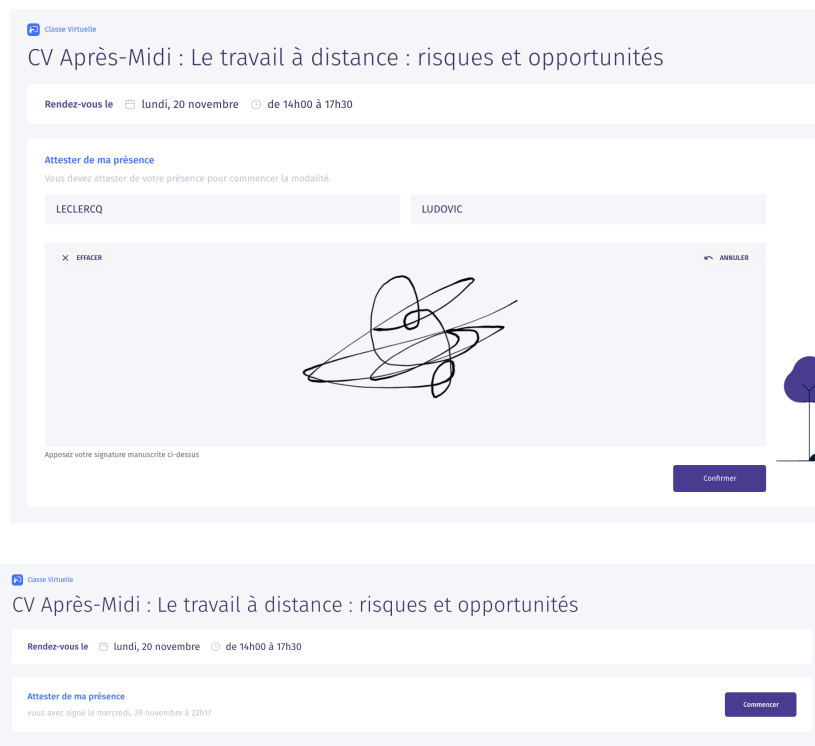 Classe Virtuelle
CV Après-Midi : Le travail à distance : risques et opportunités
Rendez-vous le lundi, 20 novembre de 14h00 à 17h30
Attester de ma présence
Vous devez attester de votre présence pour commencer la modalité.
LECLERCQ LUDOVIC
EFFACER ANNULER
Apposez votre signature manuscrite ci-dessus
Confirmer
Classe Virtuelle
CV Après-Midi : Le travail à distance : risques et opportunités
Rendez-vous le lundi, 20 novembre de 14h00 à 17h30
Attester de ma présence
vous avez signé le mercredi, 29 novembre à 22h17
Commencer